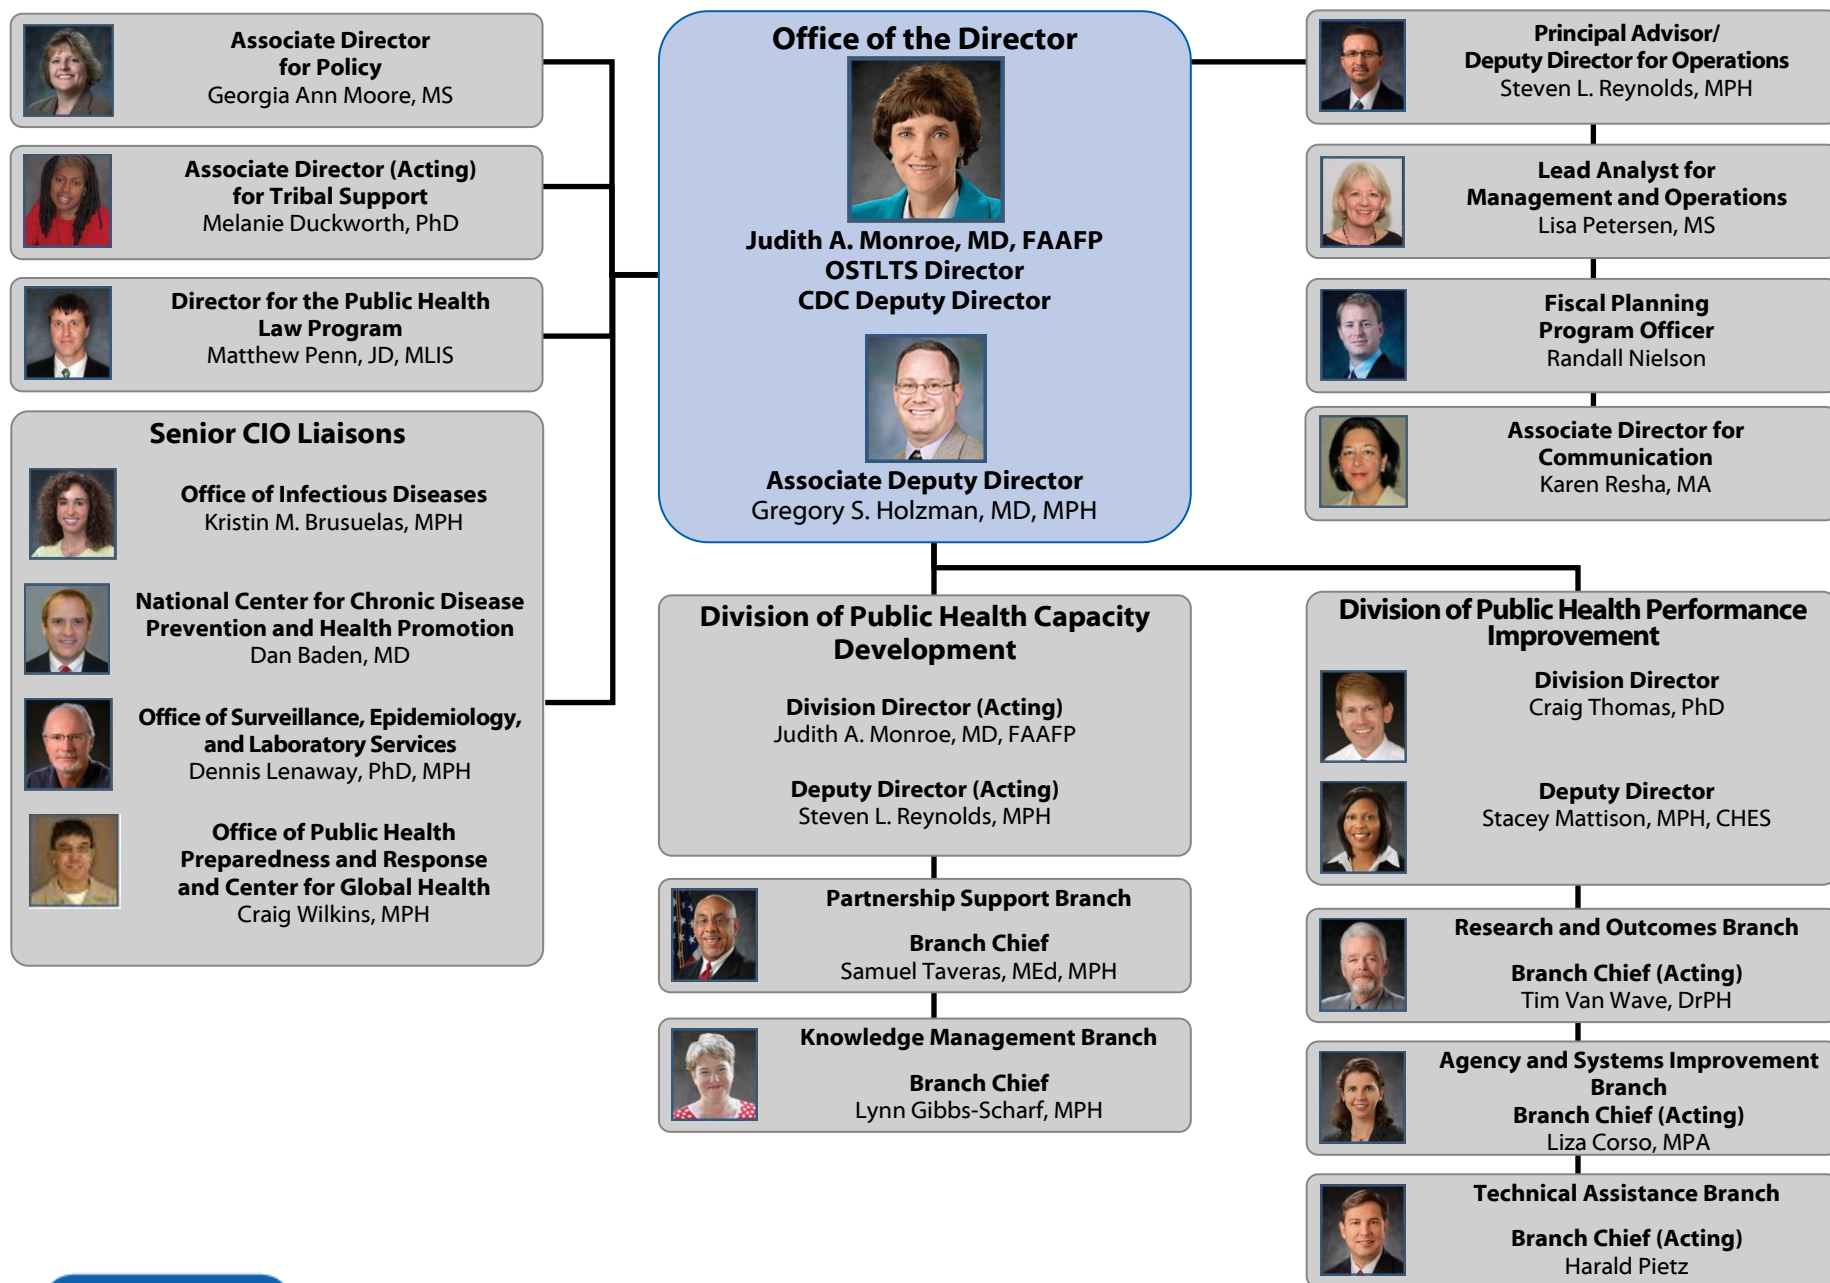 Associate Director
for Policy
Georgia Ann Moore, MS
Associate Director (Acting)
for Tribal Support
Melanie Duckworth, PhD
Director for the Public Health
Law Program
Matthew Penn, JD, MLIS
Senior CIO Liaisons
Office of Infectious Diseases
Kristin M. Brusuelas, MPH
National Center for Chronic Disease
Prevention and Health Promotion
Dan Baden, MD
Office of Surveillance, Epidemiology,
and Laboratory Services
Dennis Lenaway, PhD, MPH
Office of Public Health
Preparedness and Response
and Center for Global Health
Craig Wilkins, MPH
Office of the Director
Judith A. Monroe, MD, FAAFP
OSTLTS Director
CDC Deputy Director
Associate Deputy Director
Gregory S. Holzman, MD, MPH
Principal Advisor/
Deputy Director for Operations
Steven L. Reynolds, MPH
Lead Analyst for
Management and Operations
Lisa Petersen, MS
Fiscal Planning
Program Officer
Randall Nielson
Associate Director for
Communication
Karen Resha, MA
Division of Public Health Capacity
Development
Division Director (Acting)
Judith A. Monroe, MD, FAAFP
Deputy Director (Acting)
Steven L. Reynolds, MPH
Partnership Support Branch
Branch Chief
Samuel Taveras, MEd, MPH
Knowledge Management Branch
Branch Chief
Lynn Gibbs-Scharf, MPH
Division of Public Health Performance
Improvement
Division Director
Craig Thomas, PhD
Deputy Director
Stacey Mattison, MPH, CHES
Research and Outcomes Branch
Branch Chief (Acting)
Tim Van Wave, DrPH
Agency and Systems Improvement
Branch
Branch Chief (Acting)
Liza Corso, MPA
Technical Assistance Branch
Branch Chief (Acting)
Harald Pietz